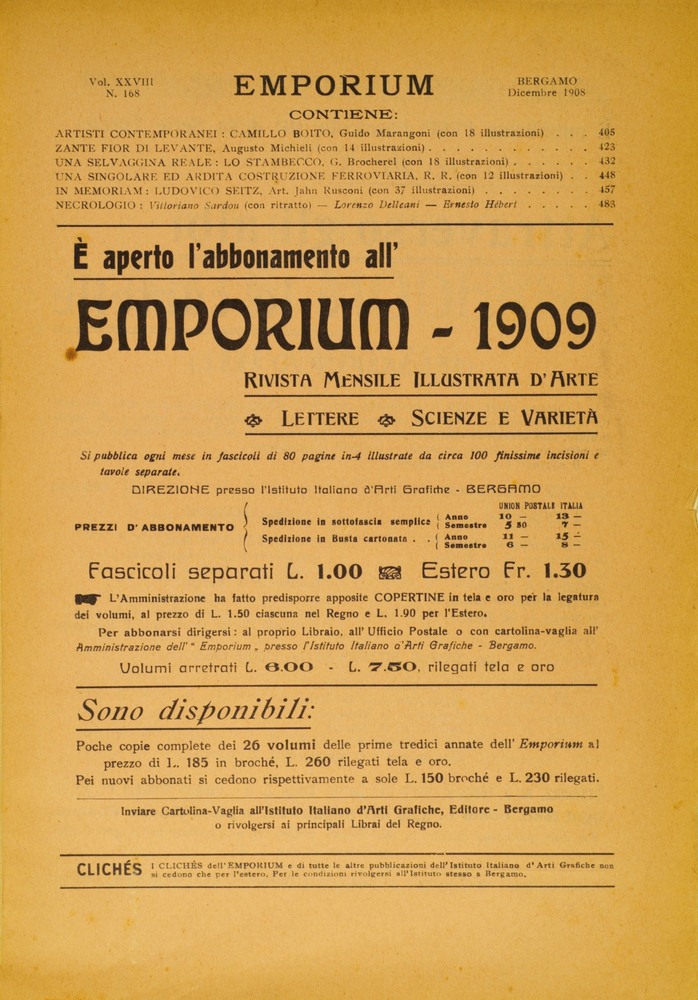 Vol. XXVIII
N. 168
EMPORIUM
BERGAMO
Dicembre 1908
CONTIENE:
ARTISTI CONTEMPORANEI : CAMILLO BOITO, Guido Marangoni (con 18 illustrazioni) . . . 405
ZANTE FIOR DI LEVANTE, Augusto Michieli (con 14 illustrazioni) . . . . . . . . . . . . 423
UNA SELVAGGINA REALE : LO STAMBECCO, G. Brocherel (con 18 illustrazioni) . . . . . . 432
UNA SINGOLARE ED ARDITA COSTRUZIONE FERROVIARIA, R. R. (con 12 illustrazioni) . . 448
IN MEMORIAM : LUDOVICO SEITZ, Art. Jahn Rusconi (con 37 illustrazioni) . . . . . . . . 457
NECROLOGIO : Vittoriano Sardou (con ritratto) — Lorenzo Delleani — Ernesto Hébert . . . . . 483
È aperto l'abbonamento all'
EMPORIUM - 1909
RIVISTA MENSILE ILLUSTRATA D'ARTE
LETTERE SCIENZE E VARIETÀ
Si pubblica ogni mese in fascicoli di 80 pagine in-4 illustrate da circa 100 finissime incisioni e
tavole separate.
DIREZIONE presso l'Istituto Italiano d'Arti Grafiche - BERGAMO
UNION POSTALE ITALIA
PREZZI D'ABBONAMENTO
Spedizione in sottofascia semplice ( Anno 10 — 13 —
( Semestre 5 80 7 —
Spedizione in Busta cartonata . . ( Anno 11 — 15 —
( Semestre 6 — 8 —
Fascicoli separati L. 1.00 Estero Fr. 1.30
L'Amministrazione ha fatto predisporre apposite COPERTINE in tela e oro per la legatura
dei volumi, al prezzo di L. 1.50 ciascuna nel Regno e L. 1.90 per l'Estero.
Per abbonarsi dirigersi : al proprio Libraio, all'Ufficio Postale o con cartolina-vaglia all'
Amministrazione dell'" Emporium „ presso l'Istituto Italiano d'Arti Grafiche - Bergamo.
Volumi arretrati L. 6.00 - L. 7.50, rilegati tela e oro
Sono disponibili:
Poche copie complete dei 26 volumi delle prime tredici annate dell'Emporium al
prezzo di L. 185 in broché, L. 260 rilegati tela e oro.
Pei nuovi abbonati si cedono rispettivamente a sole L. 150 broché e L. 230 rilegati.
Inviare Cartolina-Vaglia all'Istituto Italiano d'Arti Grafiche, Editore - Bergamo
o rivolgersi ai principali Librai del Regno.
CLICHÉS
I CLICHÉS dell'EMPORIUM e di tutte le altre pubblicazioni dell'Istituto Italiano d'Arti Grafiche non
si cedono che per l'estero. Per le condizioni rivolgersi all'Istituto stesso a Bergamo.